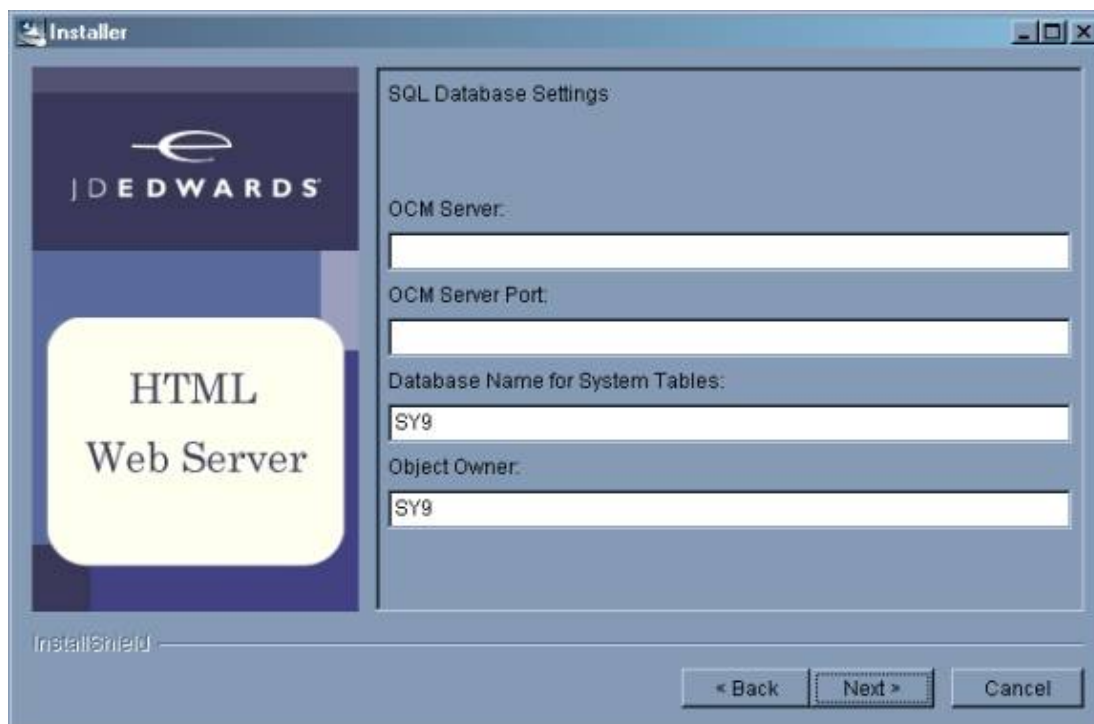 Installer
JDEDWARDS
HTML
Web Server
SQL Database Settings
OCM Server:
OCM Server Port:
Database Name for System Tables:
SY9
Object Owner:
SY9
InstallShield
< Back
Next >
Cancel